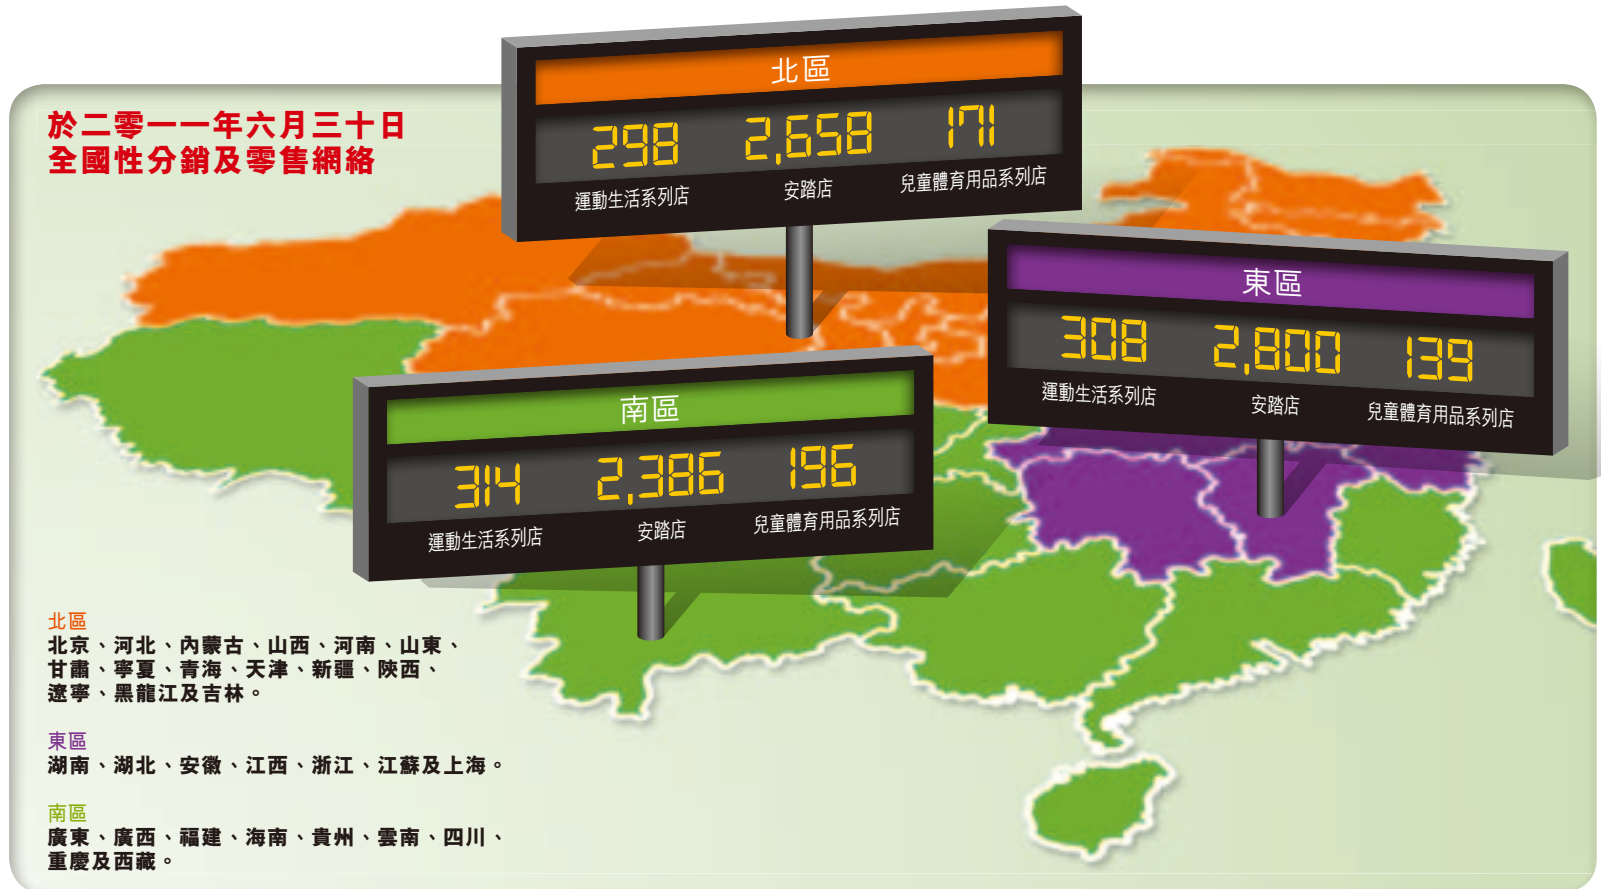 於二零一一年六月三十日
全國性分銷及零售網絡
北區
298 2,658 171
運動生活系列店 安踏店 兒童體育用品系列店
東區
308 2,800 139
運動生活系列店 安踏店 兒童體育用品系列店
南區
314 2,386 196
運動生活系列店 安踏店 兒童體育用品系列店
北區
北京、河北、內蒙古、山西、河南、山東、
甘肅、寧夏、青海、天津、新疆、陝西、
遼寧、黑龍江及吉林。
東區
湖南、湖北、安徽、江西、浙江、江蘇及上海。
南區
廣東、廣西、福建、海南、貴州、雲南、四川、
重慶及西藏。